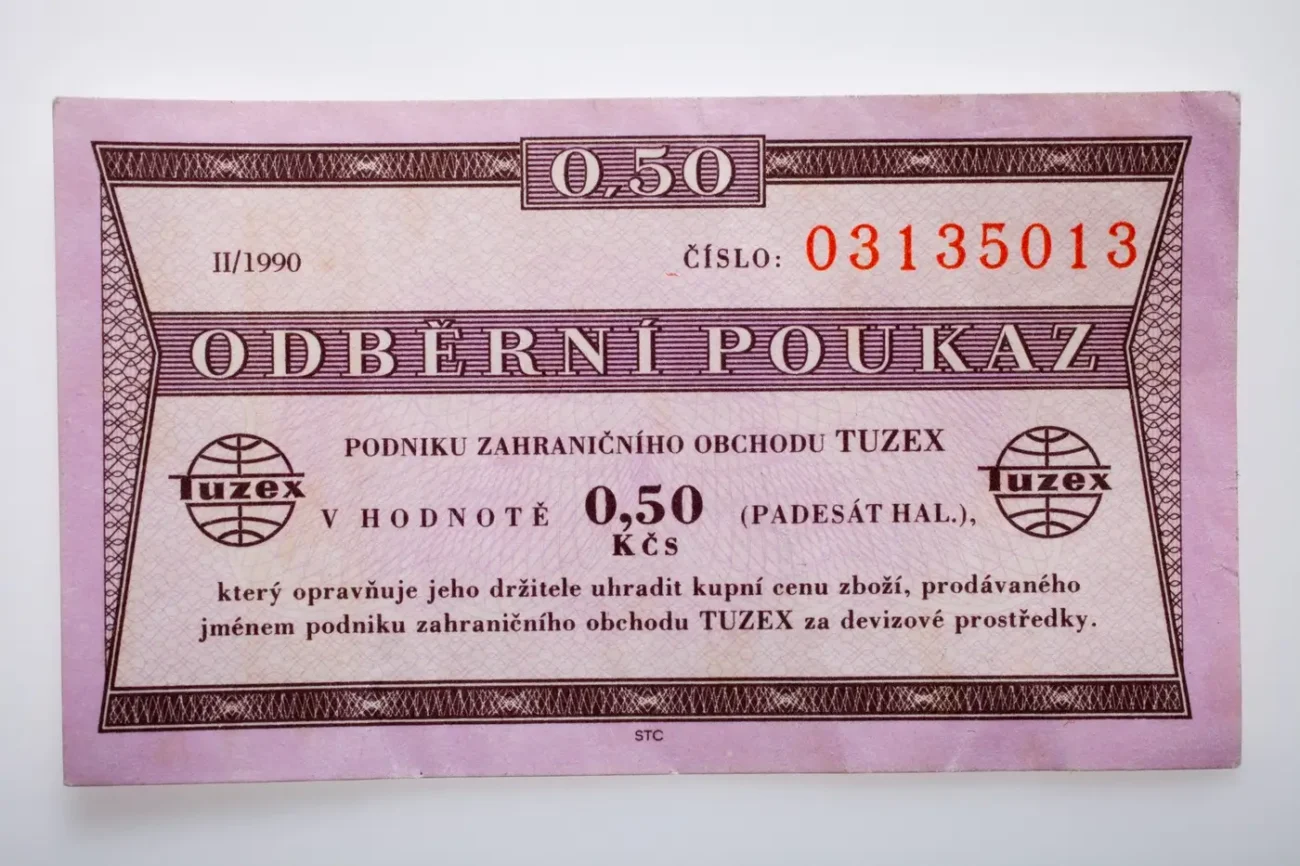 0,50
II/1990 ČÍSLO: 03135013
ODBĚRNÍ POUKAZ
PODNIKU ZAHRANIČNÍHO OBCHODU TUZEX
Tuzex V HODNOTĚ 0,50 (PADESÁT HAL.), Tuzex
Kčs
který opravňuje jeho držitele uhradit kupní cenu zboží, prodávaného
jménem podniku zahraničního obchodu TUZEX za devizové prostředky.
STC